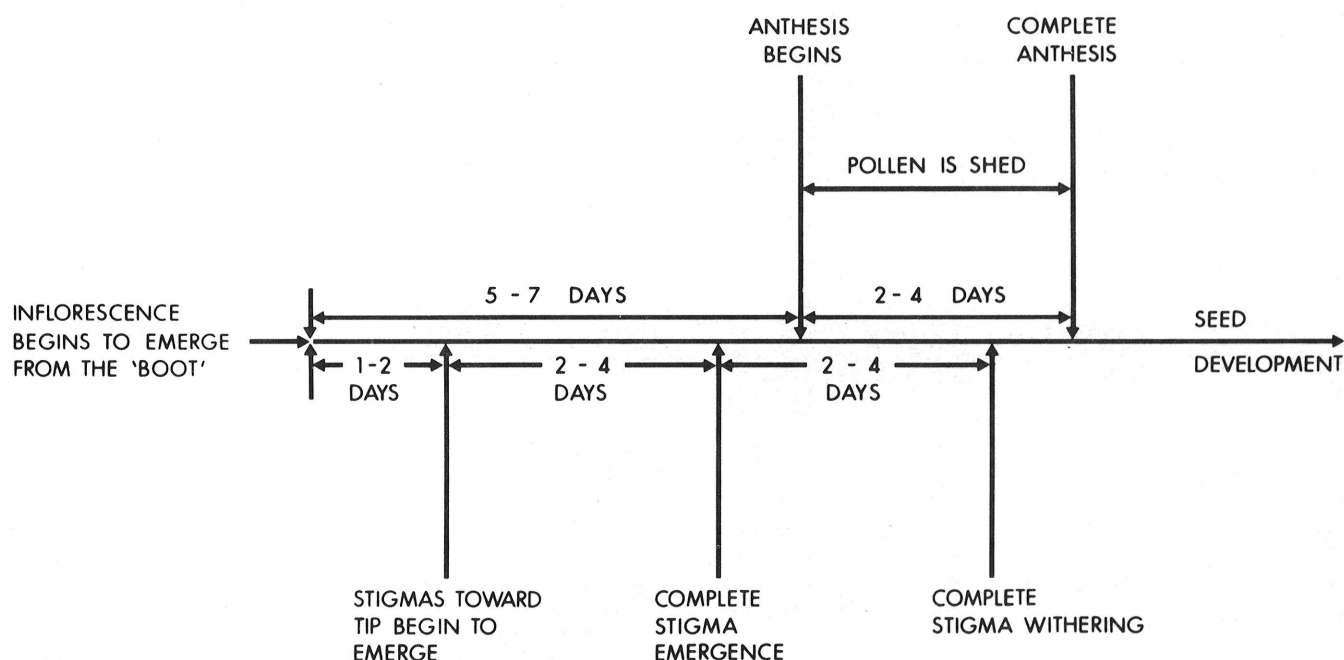 ANTHESIS
BEGINS
COMPLETE
ANTHESIS
POLLEN IS SHED
5 - 7 DAYS
2 - 4 DAYS
INFLORESCENCE
BEGINS TO EMERGE
FROM THE 'BOOT'
SEED
DEVELOPMENT
1-2
DAYS
2 - 4
DAYS
2 - 4
DAYS
STIGMAS TOWARD
TIP BEGIN TO
EMERGE
COMPLETE
STIGMA
EMERGENCE
COMPLETE
STIGMA WITHERING